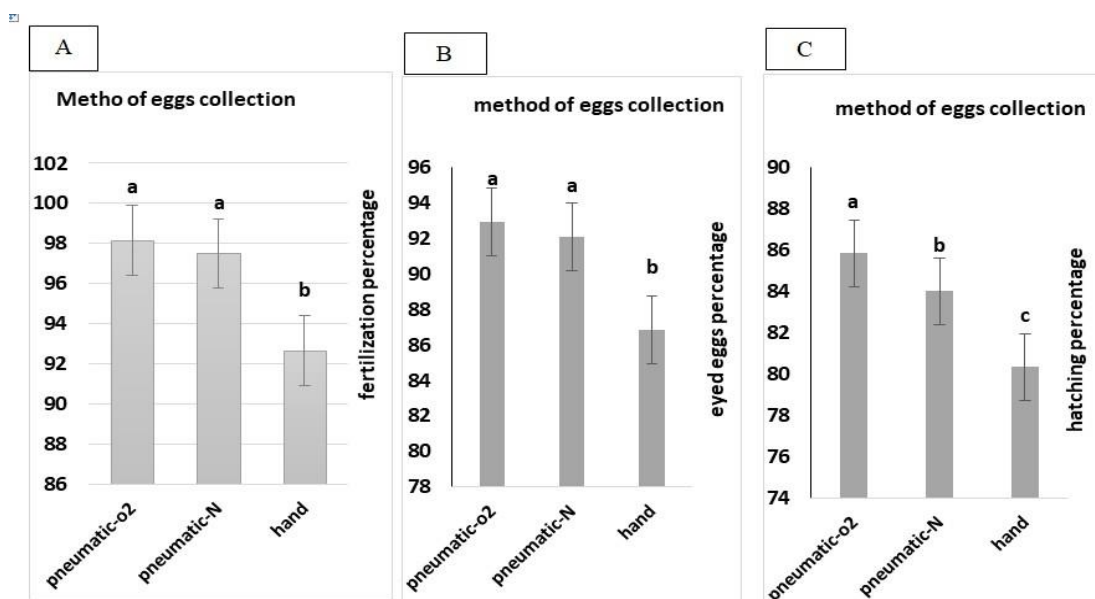 A
Metho of eggs collection
102
100
98
96
94
92
90
88
86
a
a
b
fertilization percentage
pneumatic-o2
pneumatic-N
hand
B
method of eggs collection
96
94
92
90
88
86
84
82
80
78
a
a
b
eyed eggs percentage
pneumatic-o2
pneumatic-N
hand
C
method of eggs collection
90
88
86
84
82
80
78
76
74
a
b
c
hatching percentage
pneumatic-o2
pneumatic-N
hand